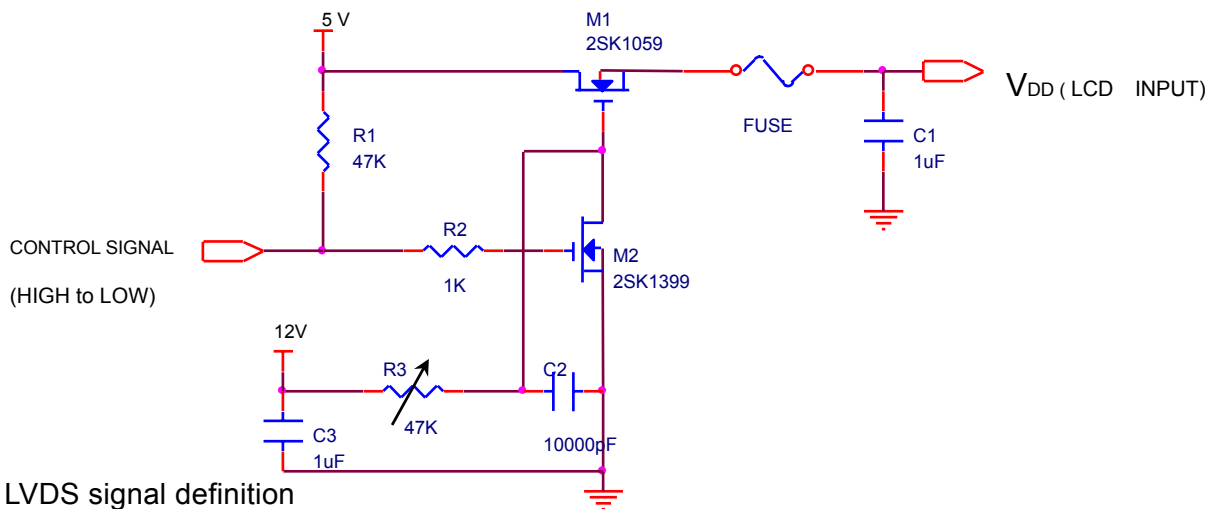 5 V
M1
2SK1059
R1
47K
FUSE
C1
1uF
VDD ( LCD INPUT)
CONTROL SIGNAL
(HIGH to LOW)
R2
1K
M2
2SK1399
12V
R3
47K
C2
10000pF
C3
1uF
LVDS signal definition